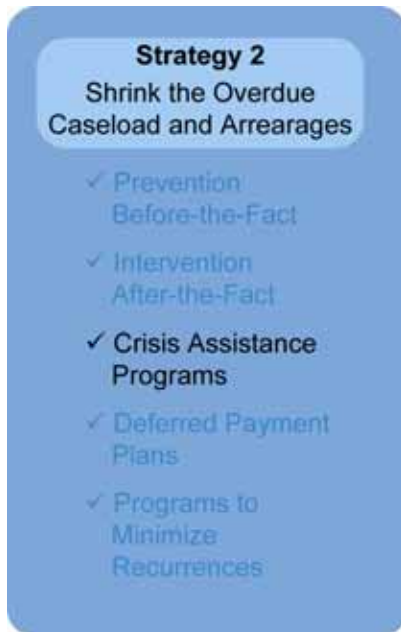 Strategy 2
Shrink the Overdue
Caseload and Arrearages
✓ Prevention
Before-the-Fact
✓ Intervention
After-the-Fact
✓ Crisis Assistance
Programs
✓ Deferred Payment
Plans
✓ Programs to
Minimize
Recurrences